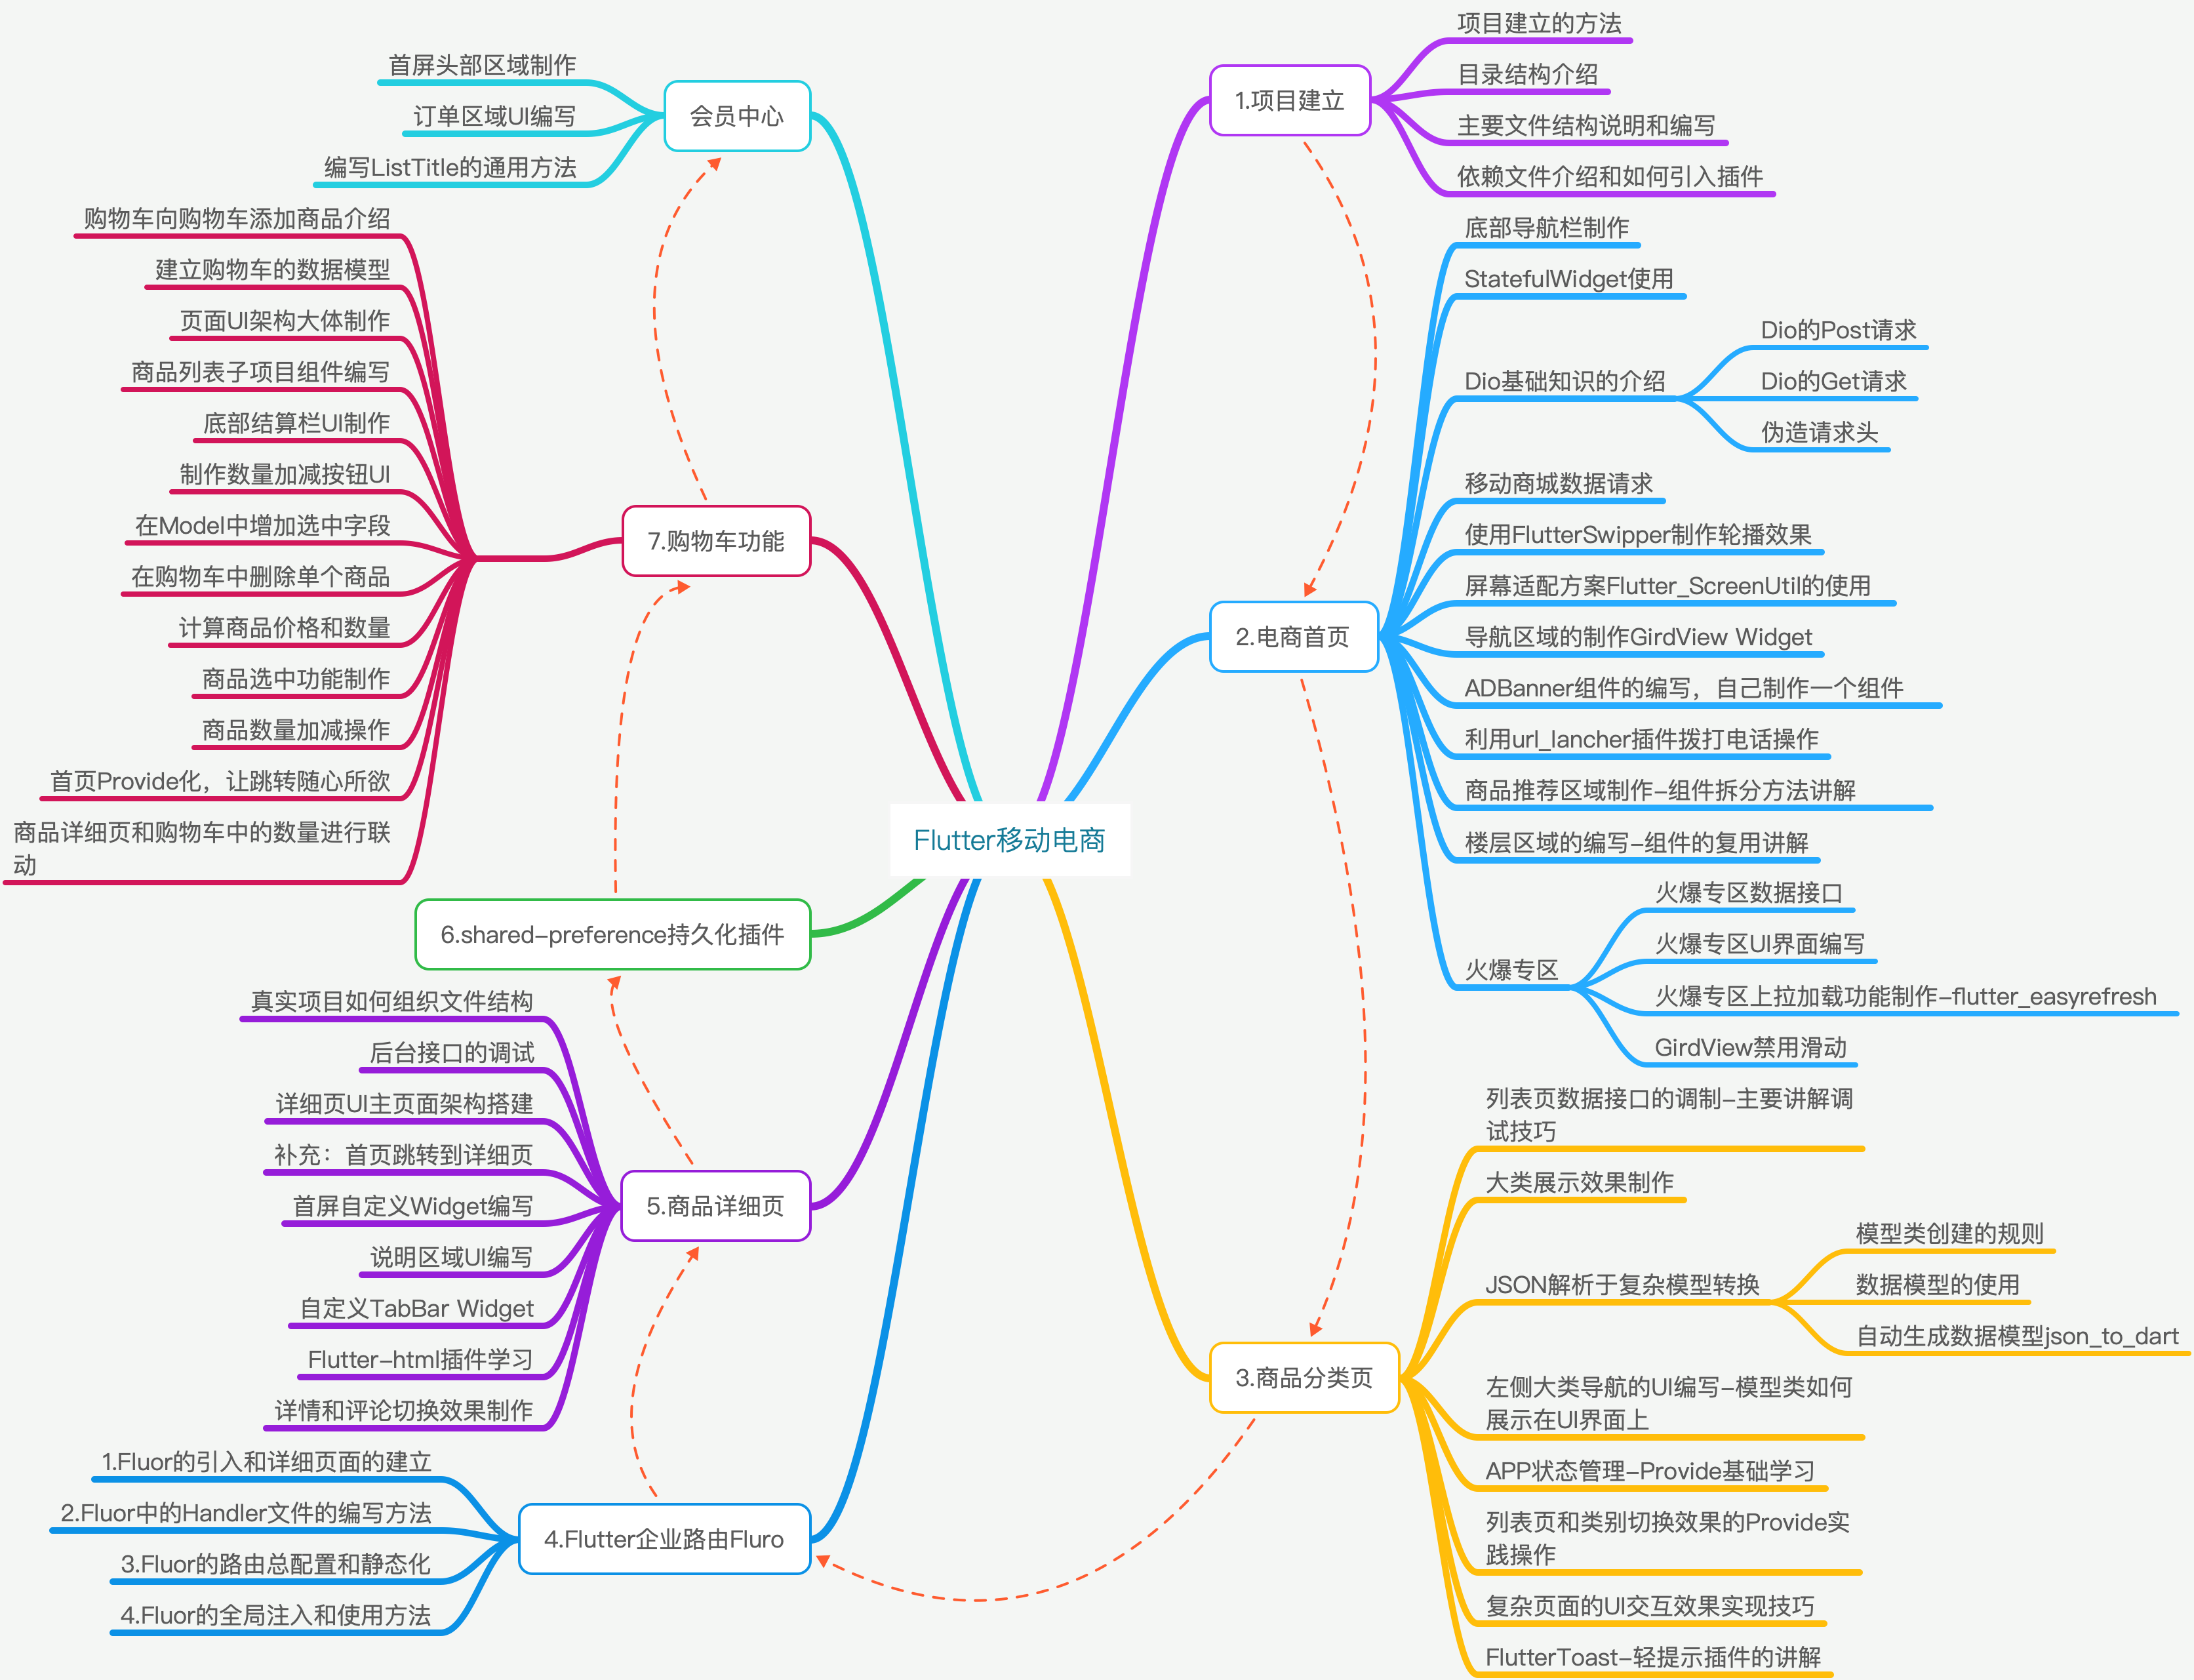 Flutter移动电商
1.项目建立
项目建立的方法
目录结构介绍
主要文件结构说明和编写
依赖文件介绍和如何引入插件
2.电商首页
底部导航栏制作
StatefulWidget使用
Dio基础知识的介绍
Dio的Post请求
Dio的Get请求
伪造请求头
移动商城数据请求
使用FlutterSwipper制作轮播效果
屏幕适配方案Flutter_ScreenUtil的使用
导航区域的制作GirdView Widget
ADBanner组件的编写，自己制作一个组件
利用url_lancher插件拨打电话操作
商品推荐区域制作-组件拆分方法讲解
楼层区域的编写-组件的复用讲解
火爆专区
火爆专区数据接口
火爆专区UI界面编写
火爆专区上拉加载功能制作-flutter_easyrefresh
GirdView禁用滑动
3.商品分类页
列表页数据接口的调制-主要讲解调
试技巧
大类展示效果制作
JSON解析于复杂模型转换
模型类创建的规则
数据模型的使用
自动生成数据模型json_to_dart
左侧大类导航的UI编写-模型类如何
展示在UI界面上
APP状态管理-Provide基础学习
列表页和类别切换效果的Provide实
践操作
复杂页面的UI交互效果实现技巧
FlutterToast-轻提示插件的讲解
4.Flutter企业路由Fluro
1.Fluor的引入和详细页面的建立
2.Fluor中的Handler文件的编写方法
3.Fluor的路由总配置和静态化
4.Fluor的全局注入和使用方法
5.商品详细页
真实项目如何组织文件结构
后台接口的调试
详细页UI主页面架构搭建
补充：首页跳转到详细页
首屏自定义Widget编写
说明区域UI编写
自定义TabBar Widget
Flutter-html插件学习
详情和评论切换效果制作
6.shared-preference持久化插件
7.购物车功能
购物车向购物车添加商品介绍
建立购物车的数据模型
页面UI架构大体制作
商品列表子项目组件编写
底部结算栏UI制作
制作数量加减按钮UI
在Model中增加选中字段
在购物车中删除单个商品
计算商品价格和数量
商品选中功能制作
商品数量加减操作
首页Provide化，让跳转随心所欲
商品详细页和购物车中的数量进行联
动
会员中心
首屏头部区域制作
订单区域UI编写
编写ListTitle的通用方法